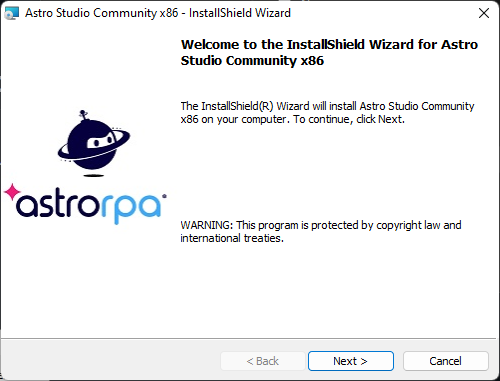 Astro Studio Community x86 - InstallShield Wizard
Welcome to the InstallShield Wizard for Astro
Studio Community x86
The InstallShield(R) Wizard will install Astro Studio Community
x86 on your computer. To continue, click Next.
astrorpa
WARNING: This program is protected by copyright law and
international treaties.
< Back
Next >
Cancel